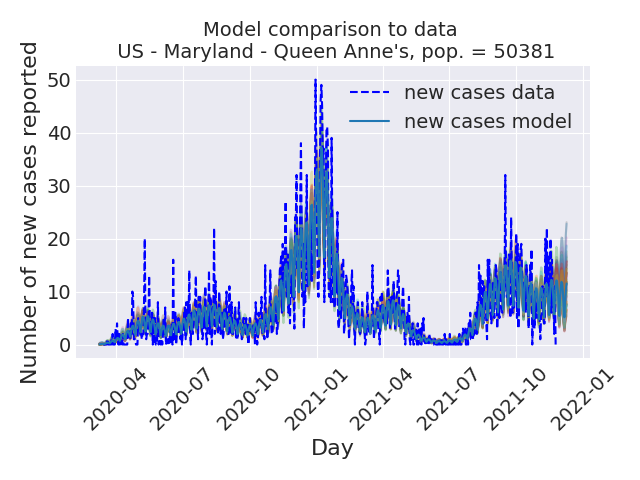 Model comparison to data
US - Maryland - Queen Anne's, pop. = 50381
Number of new cases reported
50
40
30
20
10
0
new cases data
new cases model
2020-04
2020-07
2020-10
2021-01
2021-04
2021-07
2021-10
2022-01
Day